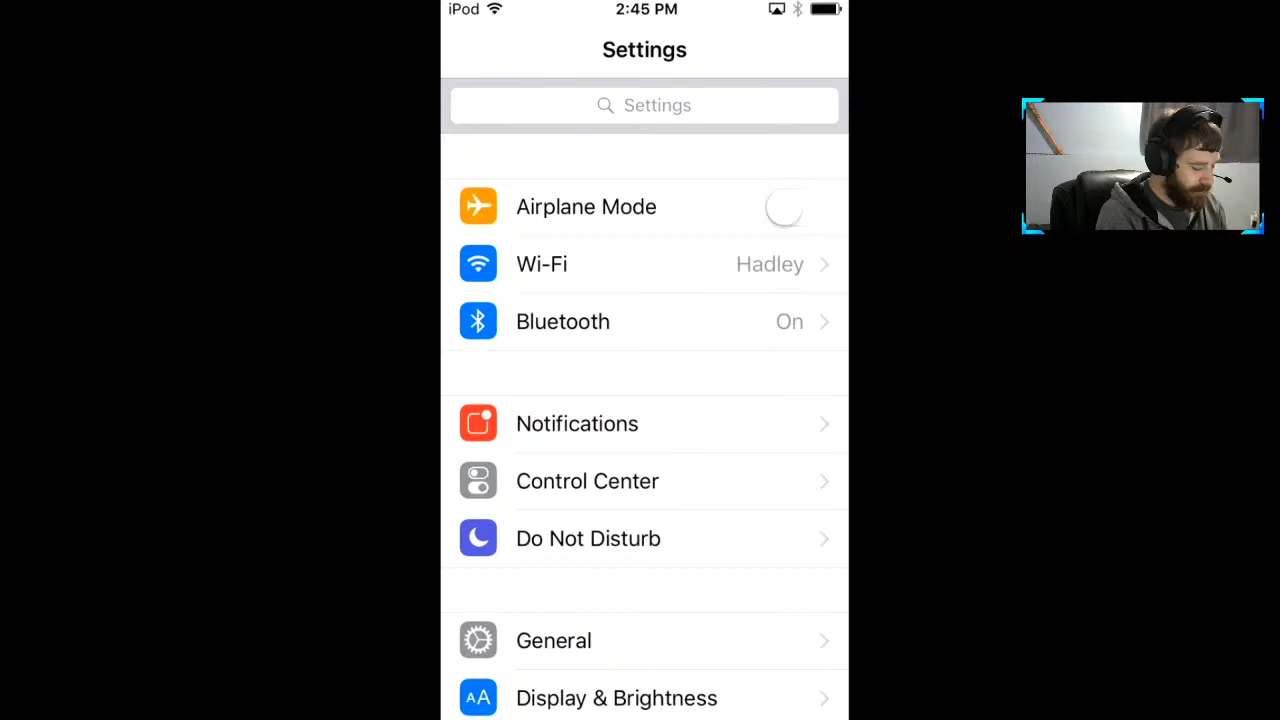 iPod 2:45 PM
Settings
Settings
Airplane Mode
Wi-Fi Hadley
Bluetooth On
Notifications
Control Center
Do Not Disturb
General
AA Display & Brightness